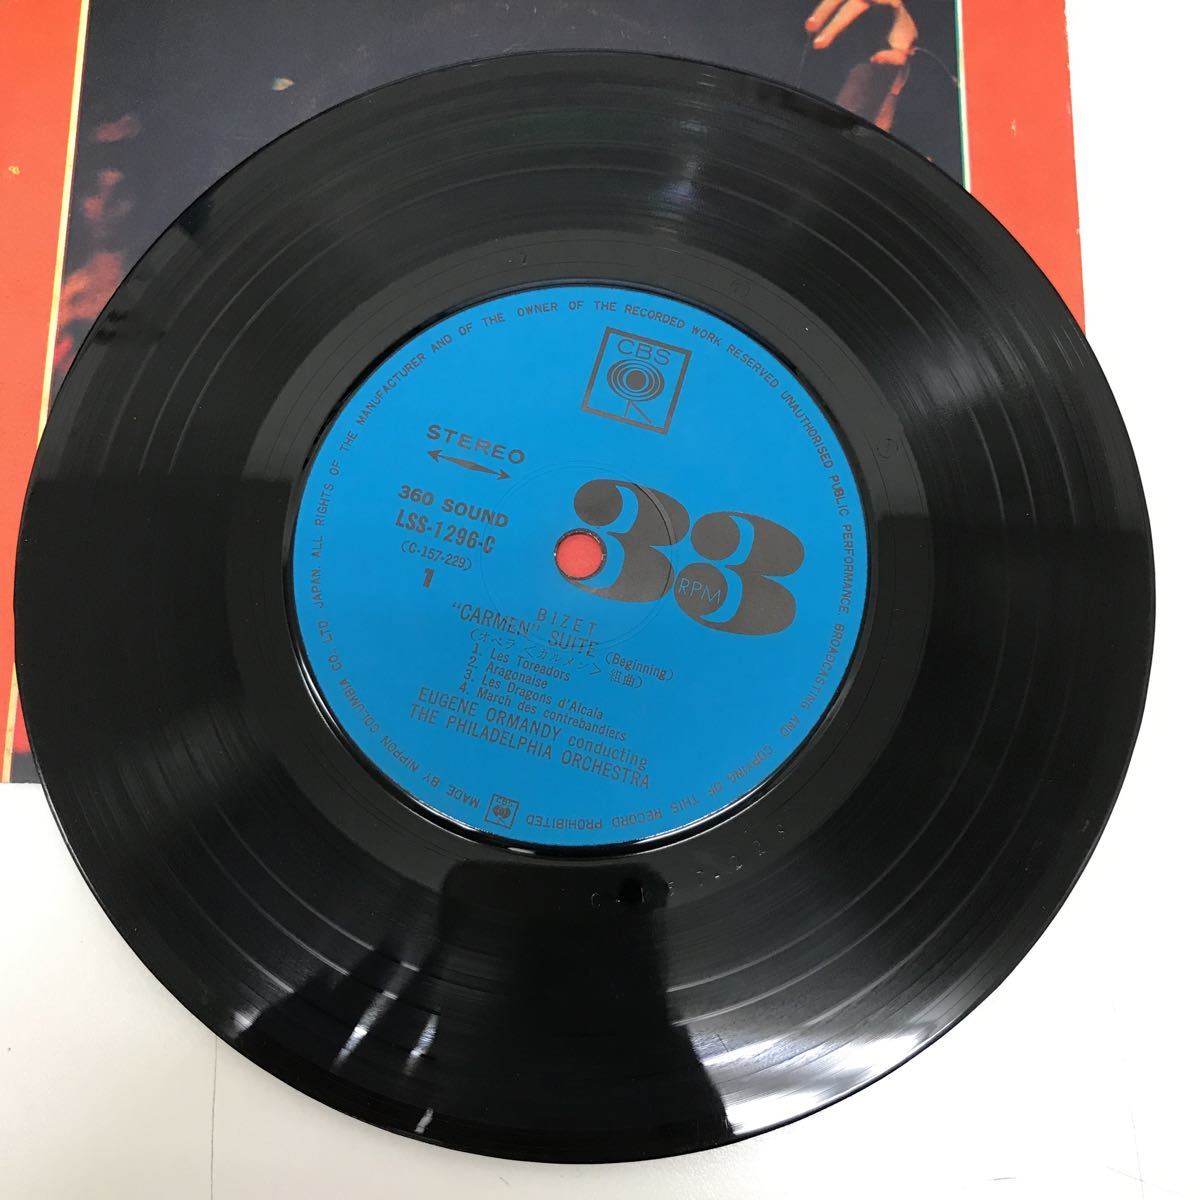 CBS
STEREO
360 SOUND
LSS-1296-C
(C-157-229)
1
33
RPM
BIZET
"CARMEN" SUITE (Beginning)
(オペラ〈カルメン〉組曲)
1. Les Toreadors
2. Aragonaise
3. Les Dragons d'Alcala
4. March des contrebandiers
EUGENE ORMANDY conducting
THE PHILADELPHIA ORCHESTRA
MADE BY NIPPON COLUMBIA CO., LTD. JAPAN. ALL RIGHTS OF THE MANUFACTURER AND OF THE OWNER OF THE RECORDED WORK RESERVED UNAUTHORISED PUBLIC PERFORMANCE, BROADCASTING AND COPYING OF THIS RECORD PROHIBITED